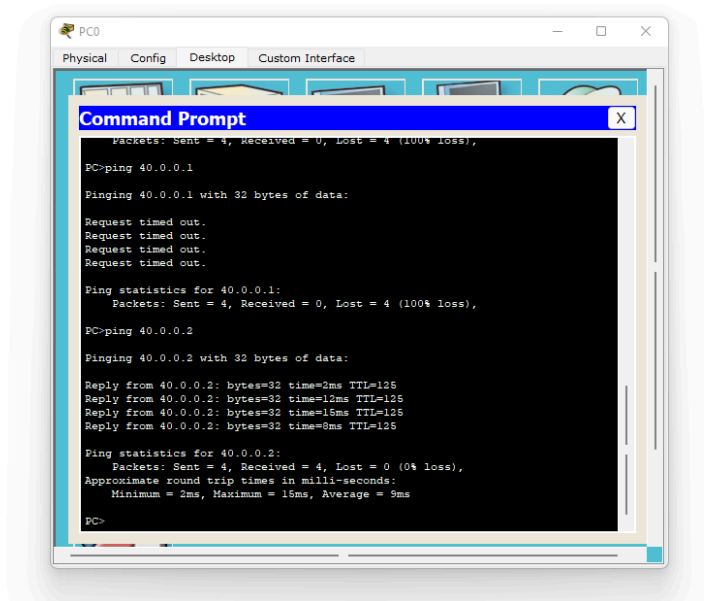 PC0
Physical Config Desktop Custom Interface
Command Prompt
X
Packets: Sent = 4, Received = 0, Lost = 4 (100% loss),
PC>ping 40.0.0.1
Pinging 40.0.0.1 with 32 bytes of data:
Request timed out.
Request timed out.
Request timed out.
Request timed out.
Ping statistics for 40.0.0.1:
Packets: Sent = 4, Received = 0, Lost = 4 (100% loss),
PC>ping 40.0.0.2
Pinging 40.0.0.2 with 32 bytes of data:
Reply from 40.0.0.2: bytes=32 time=2ms TTL=125
Reply from 40.0.0.2: bytes=32 time=12ms TTL=125
Reply from 40.0.0.2: bytes=32 time=15ms TTL=125
Reply from 40.0.0.2: bytes=32 time=8ms TTL=125
Ping statistics for 40.0.0.2:
Packets: Sent = 4, Received = 4, Lost = 0 (0% loss),
Approximate round trip times in milli-seconds:
Minimum = 2ms, Maximum = 15ms, Average = 9ms
PC>